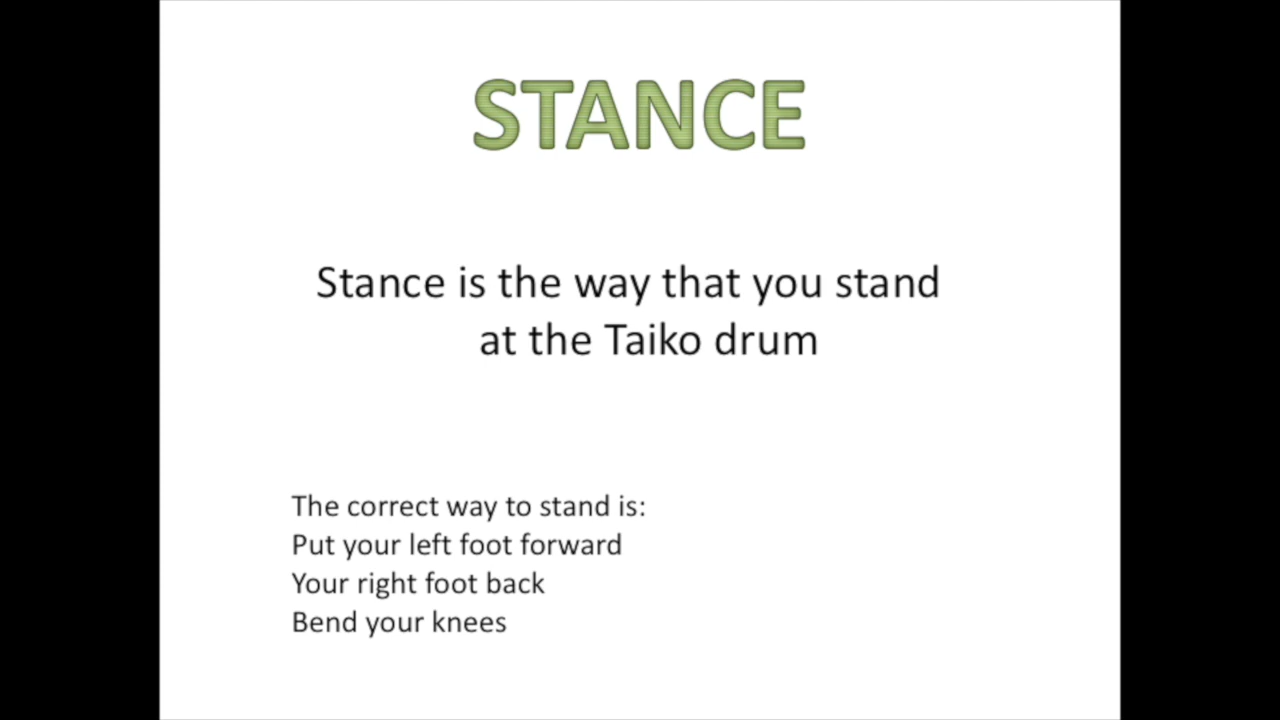 STANCE
Stance is the way that you stand
at the Taiko drum
The correct way to stand is:
Put your left foot forward
Your right foot back
Bend your knees